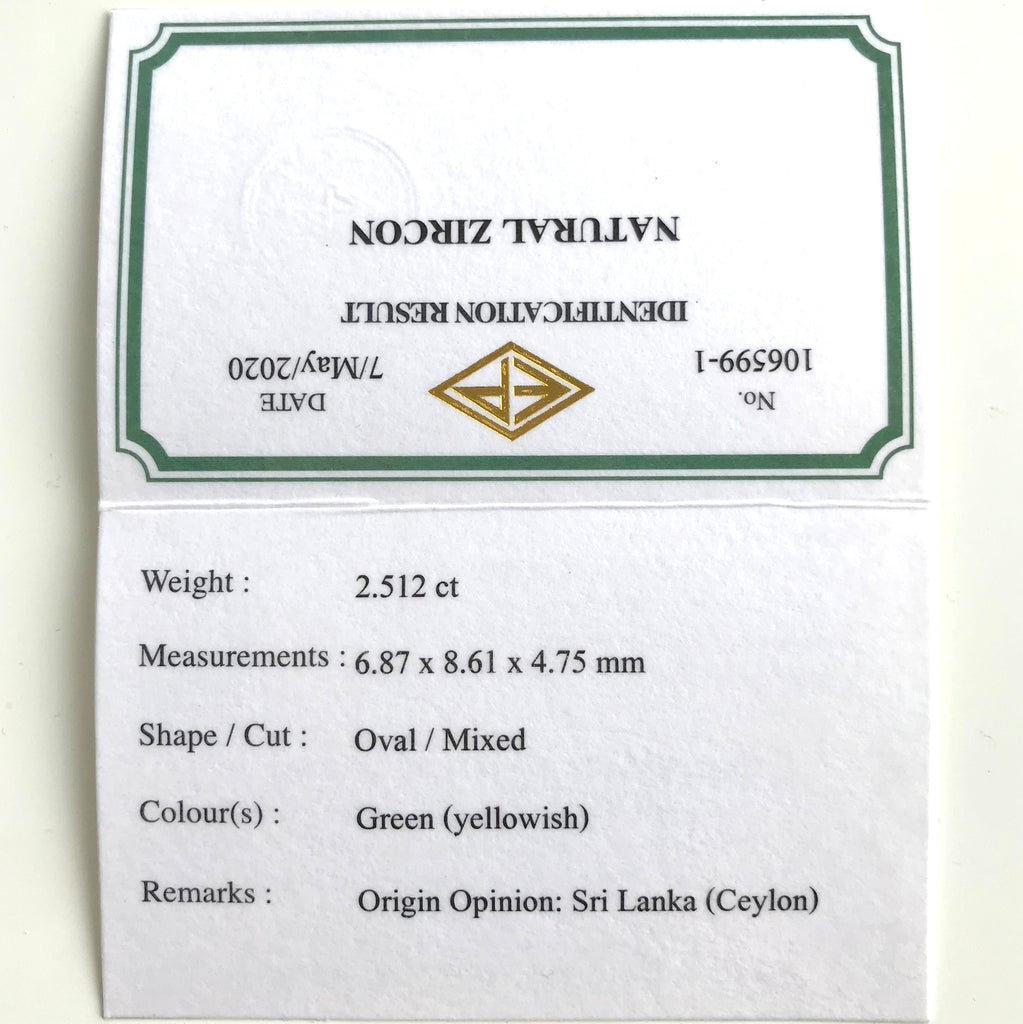 No.
106599-1
DATE
7/May/2020
IDENTIFICATION RESULT
NATURAL ZIRCON
Weight : 2.512 ct
Measurements : 6.87 x 8.61 x 4.75 mm
Shape / Cut : Oval / Mixed
Colour(s) : Green (yellowish)
Remarks : Origin Opinion: Sri Lanka (Ceylon)